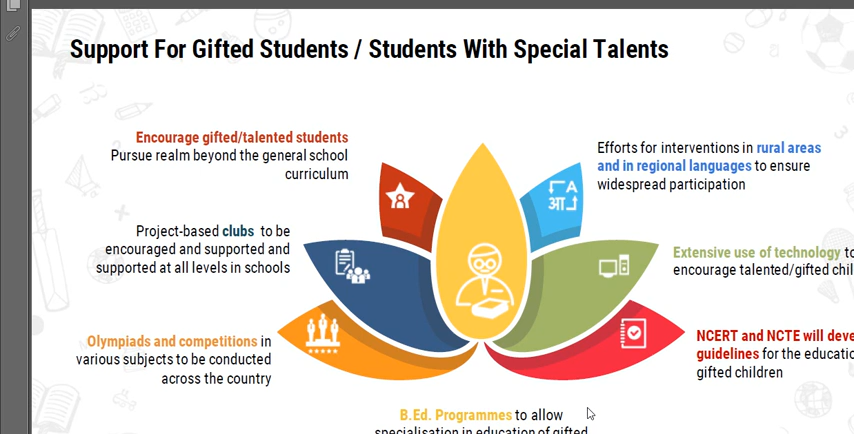 Support For Gifted Students / Students With Special Talents
Encourage gifted/talented students
Pursue realm beyond the general school
curriculum
Efforts for interventions in rural areas
and in regional languages to ensure
widespread participation
A
अा
Project-based clubs to be
encouraged and supported and
supported at all levels in schools
Extensive use of technology to
encourage talented/gifted
Olympiads and competitions in
various subjects to be conducted
across the country
NCERT and NCTE will
guidelines for the
gifted children
B.Ed. Programmes to allow
specialisation in education of gifted